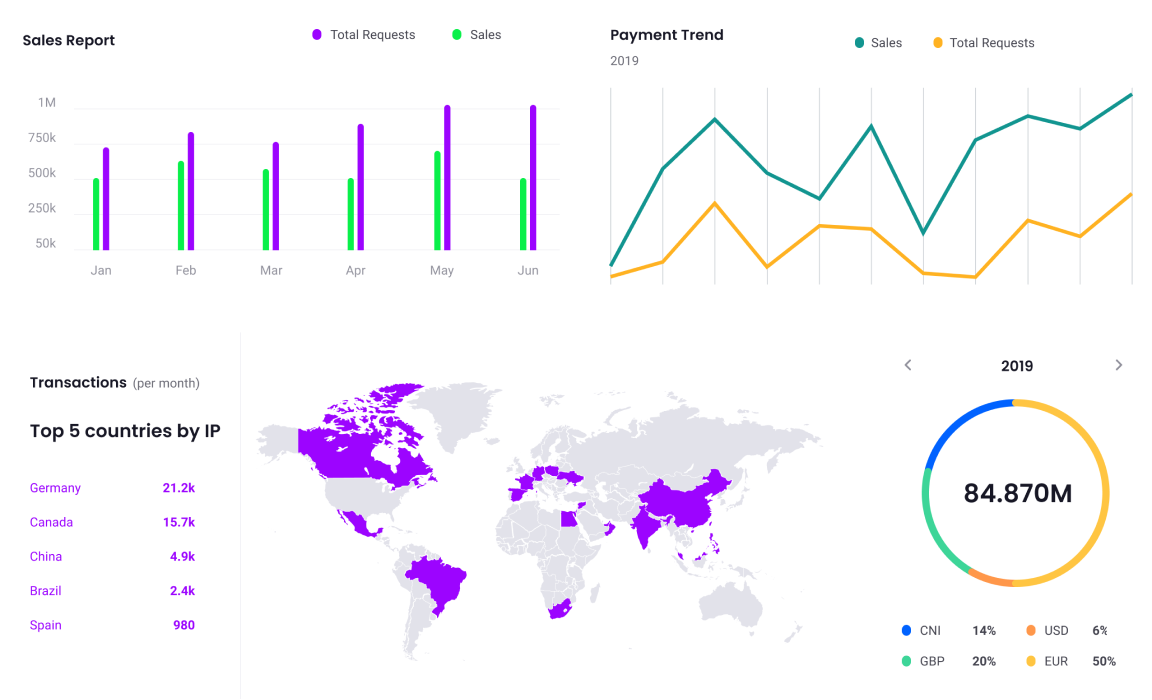 Sales Report
Total Requests
Sales
1M
750k
500k
250k
50k
Jan Feb Mar Apr May Jun
Payment Trend
2019
Sales
Total Requests
Transactions (per month)
Top 5 countries by IP
Germany 21.2k
Canada 15.7k
China 4.9k
Brazil 2.4k
Spain 980
2019
84.870M
CNI 14% USD 6%
GBP 20% EUR 50%